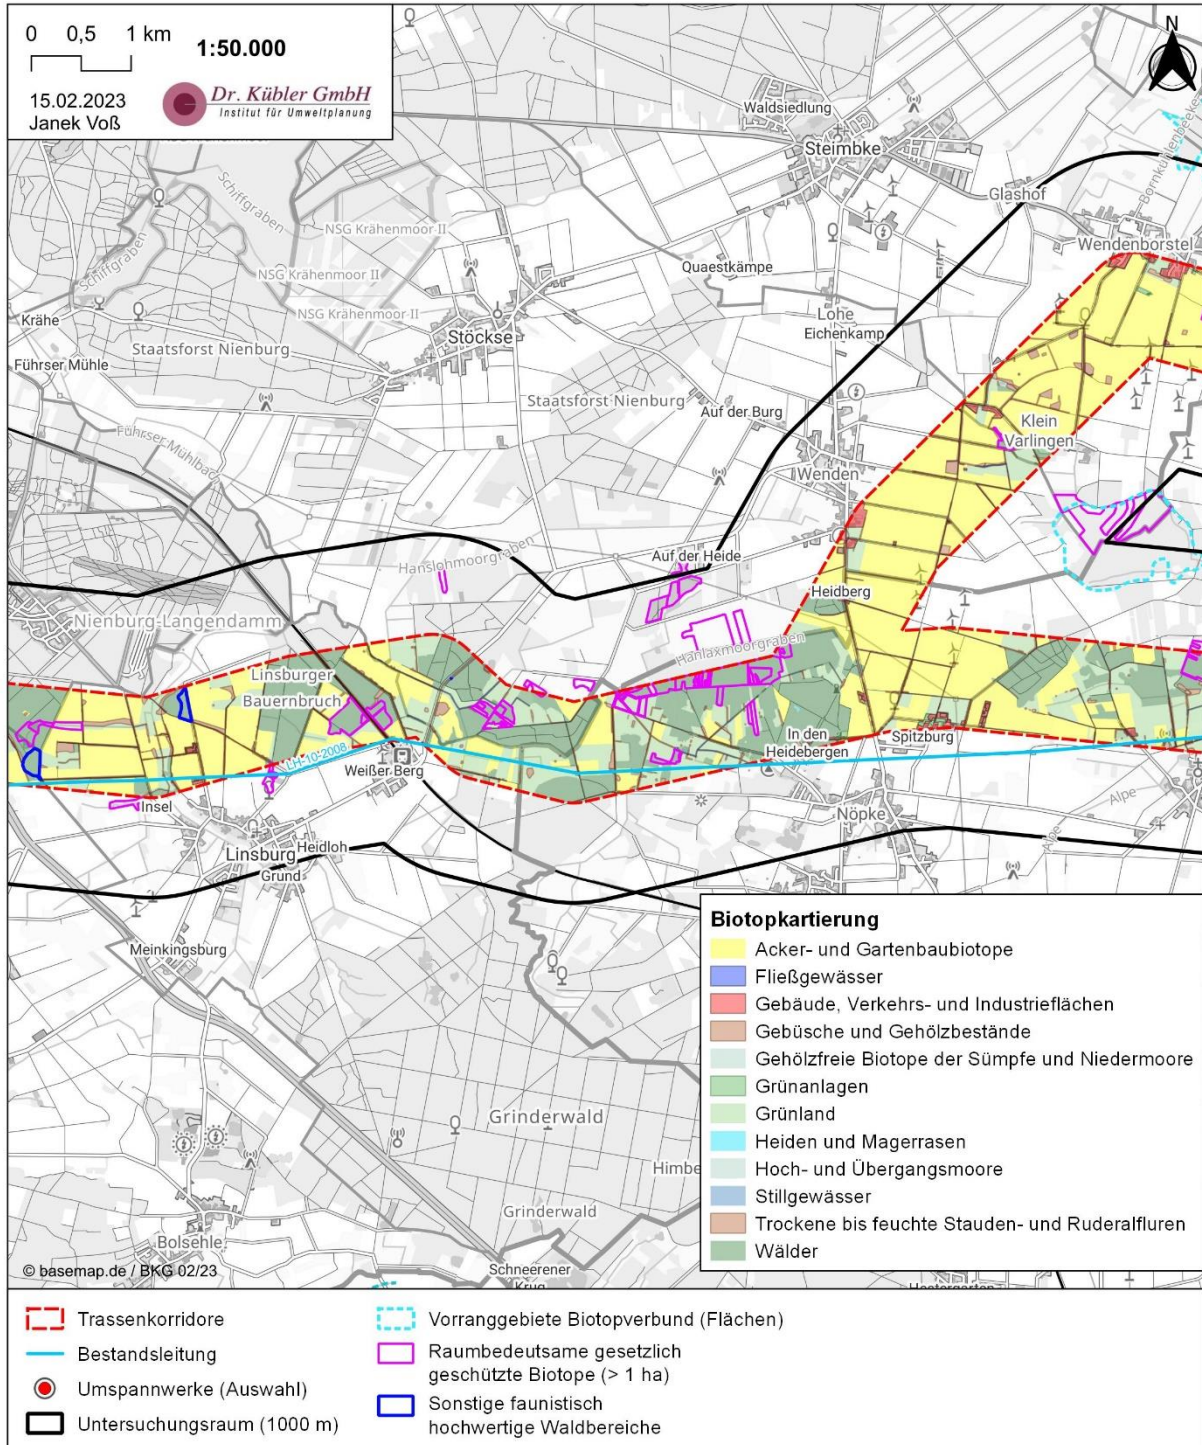 0 0,5 1 km
1:50.000
15.02.2023
Janek Voß
Dr. Kübler GmbH
Institut für Umweltplanung
N
Waldsiedlung
Steimbke
Glashof
Bornkuhlenbeeke
Wendenborstel
Schiffgraben
NSG Krähenmoor II
Schiffgraben
NSG Krähenmoor II
Quaestkämpe
NSG Krähenmoor II
Krähe
Lohe
Eichenkamp
Stöckse
Staatsforst Nienburg
Führser Mühle
Staatsforst Nienburg
Auf der Burg
Klein
Varlingen
Führser Mühlbach
Wenden
Auf der Heide
Hanslohmoorgraben
Heidberg
Nienburg-Langendamm
Hanlaxmoorgraben
Linsburger
Bauernbruch
In den
Heidebergen
Spitzburg
LH-10-2008
Weißer Berg
Insel
Alpe
Nöpke
Alpe
Linsburg
Heidloh
Grund
Meinkingsburg
Grinderwald
Himbe
Grinderwald
Bolsehle
Schneerener
Krug
© basemap.de / BKG 02/23
Biotopkartierung
Acker- und Gartenbaubiotope
Fließgewässer
Gebäude, Verkehrs- und Industrieflächen
Gebüsche und Gehölzbestände
Gehölzfreie Biotope der Sümpfe und Niedermoore
Grünanlagen
Grünland
Heiden und Magerrasen
Hoch- und Übergangsmoore
Stillgewässer
Trockene bis feuchte Stauden- und Ruderalfluren
Wälder
Trassenkorridore
Bestandsleitung
Umspannwerke (Auswahl)
Untersuchungsraum (1000 m)
Vorranggebiete Biotopverbund (Flächen)
Raumbedeutsame gesetzlich
geschützte Biotope (> 1 ha)
Sonstige faunistisch
hochwertige Waldbereiche